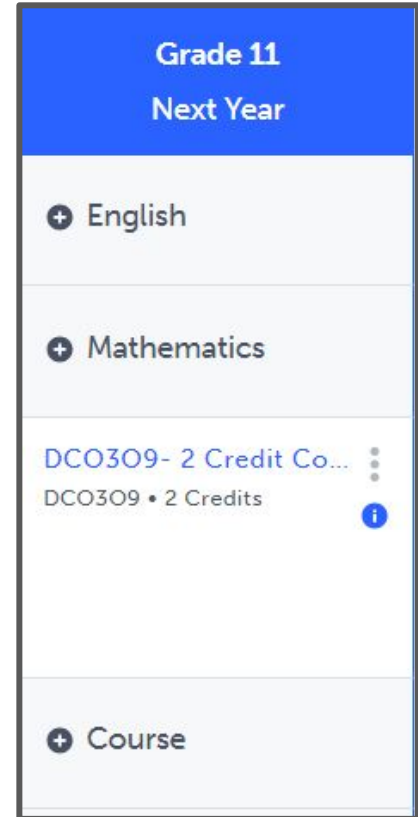 Grade 11
Next Year
English
Mathematics
DCO3O9- 2 Credit Co...
DCO3O9 • 2 Credits
Course